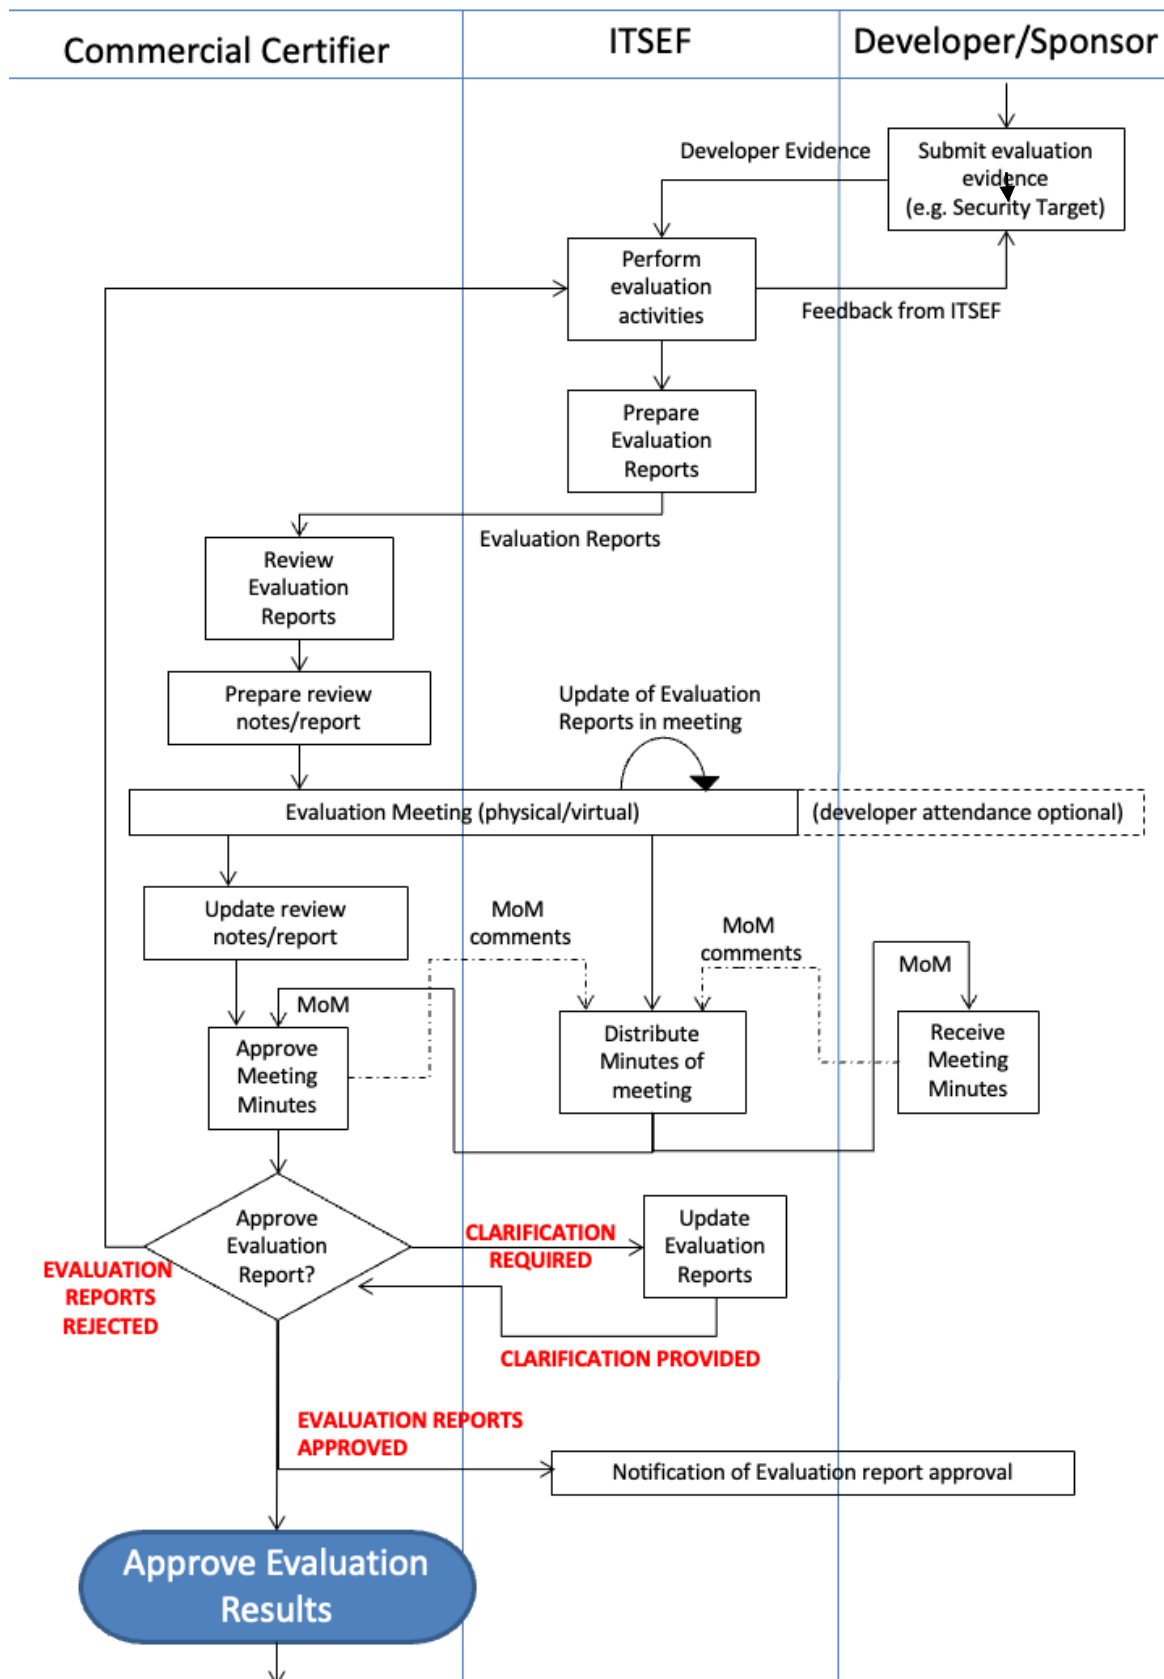 Commercial Certifier
ITSEF
Developer/Sponsor
Developer Evidence
Submit evaluation
evidence
(e.g. Security Target)
Perform
evaluation
activities
Feedback from ITSEF
Prepare
Evaluation
Reports
Evaluation Reports
Review
Evaluation
Reports
Prepare review
notes/report
Update of Evaluation
Reports in meeting
Evaluation Meeting (physical/virtual)
(developer attendance optional)
Update review
notes/report
MoM
comments
MoM
comments
MoM
MoM
Approve
Meeting
Minutes
Distribute
Minutes of
meeting
Receive
Meeting
Minutes
Approve
Evaluation
Report?
CLARIFICATION
REQUIRED
Update
Evaluation
Reports
EVALUATION
REPORTS
REJECTED
CLARIFICATION PROVIDED
EVALUATION REPORTS
APPROVED
Notification of Evaluation report approval
Approve Evaluation
Results